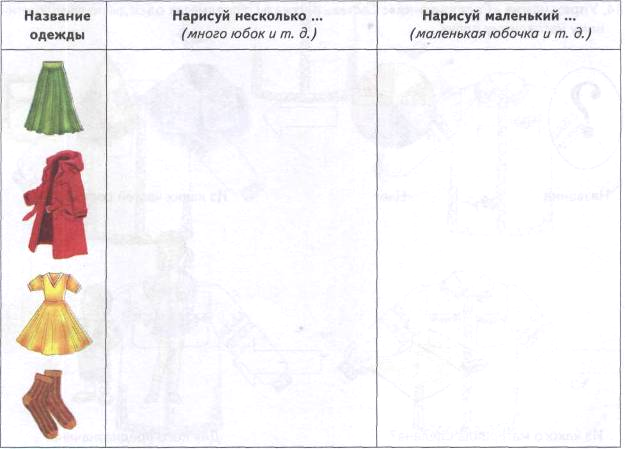 Название
одежды
Нарисуй несколько ...
(много юбок и т. д.)
Нарисуй маленький ...
(маленькая юбочка и т. д.)